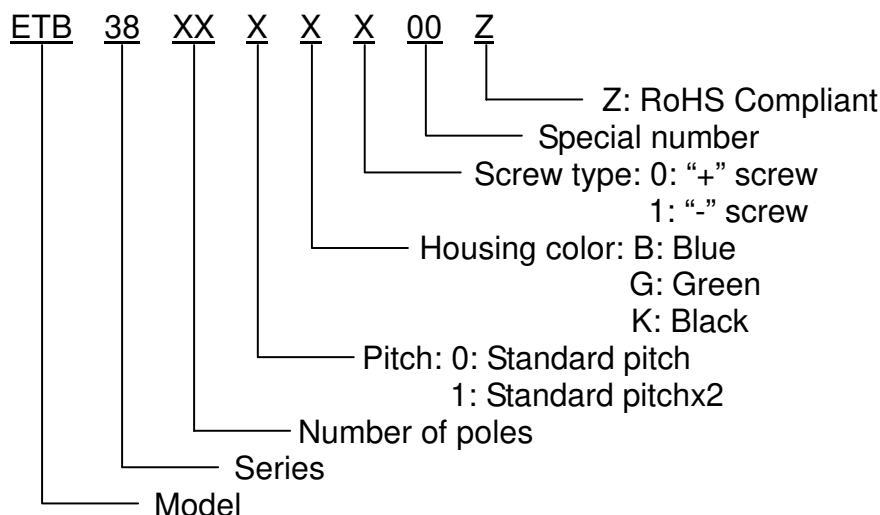 ETB 38 XX X X X 00 Z
Z: RoHS Compliant
Special number
Screw type: 0: “+” screw
1: “-” screw
Housing color: B: Blue
G: Green
K: Black
Pitch: 0: Standard pitch
1: Standard pitchx2
Number of poles
Series
Model